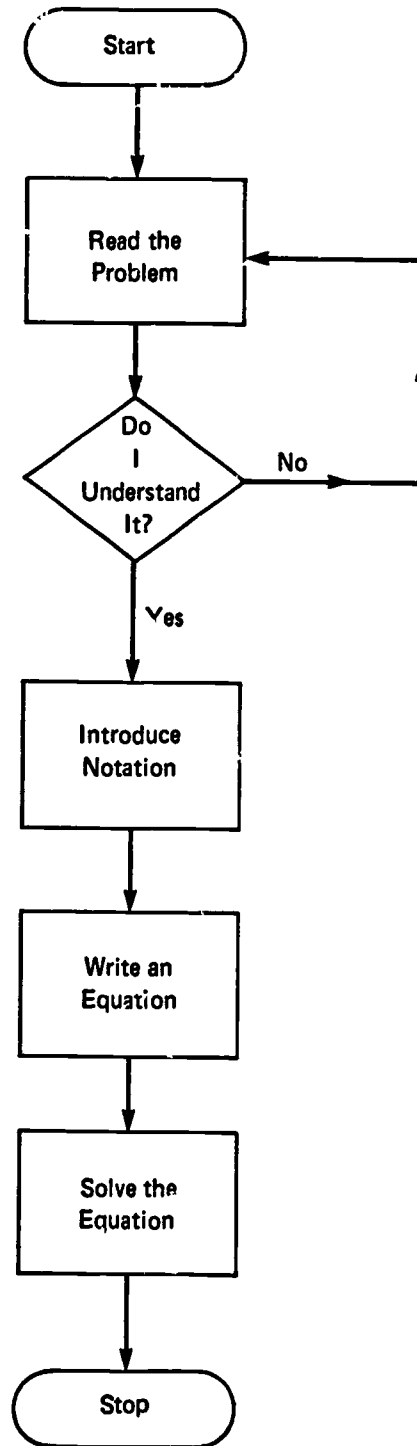 Start
Read the
Problem
Do
I
Understand
It?
No
Yes
Introduce
Notation
Write an
Equation
Solve the
Equation
Stop